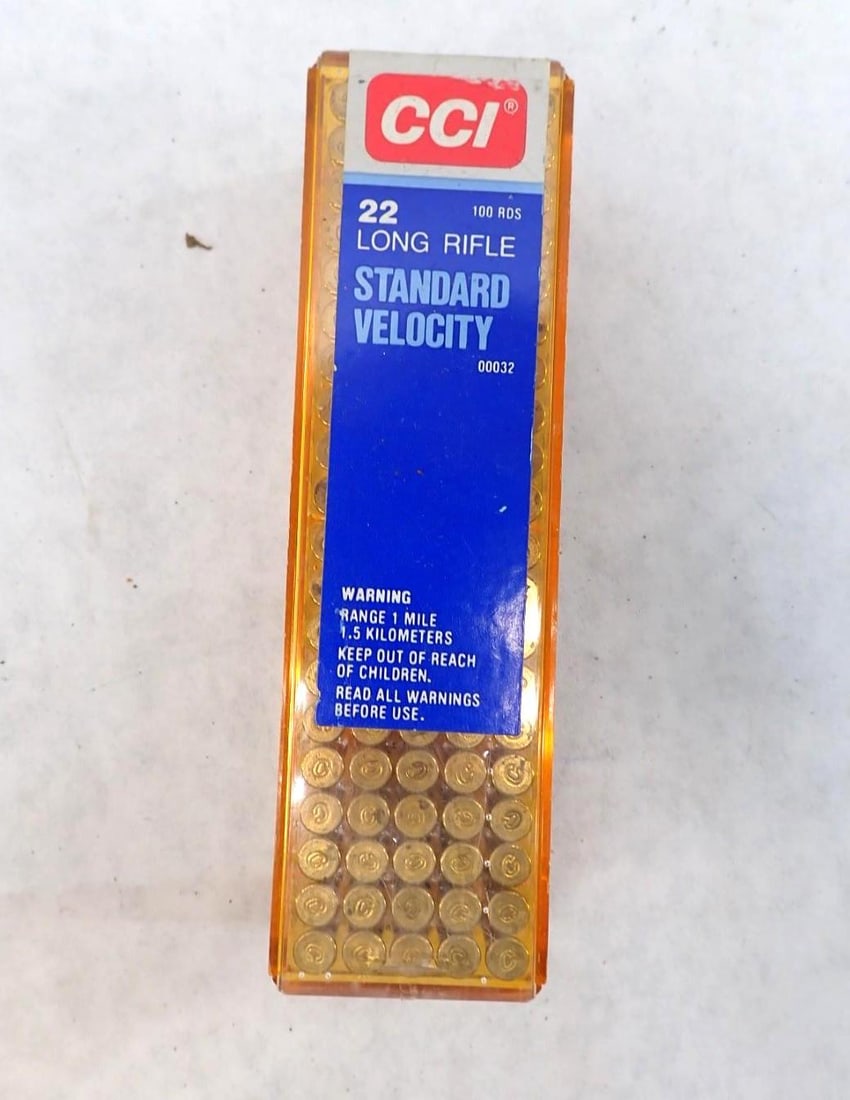 CCI®
22
100 RDS
LONG RIFLE
STANDARD
VELOCITY
00032
WARNING
RANGE 1 MILE
1.5 KILOMETERS
KEEP OUT OF REACH
OF CHILDREN.
READ ALL WARNINGS
BEFORE USE.